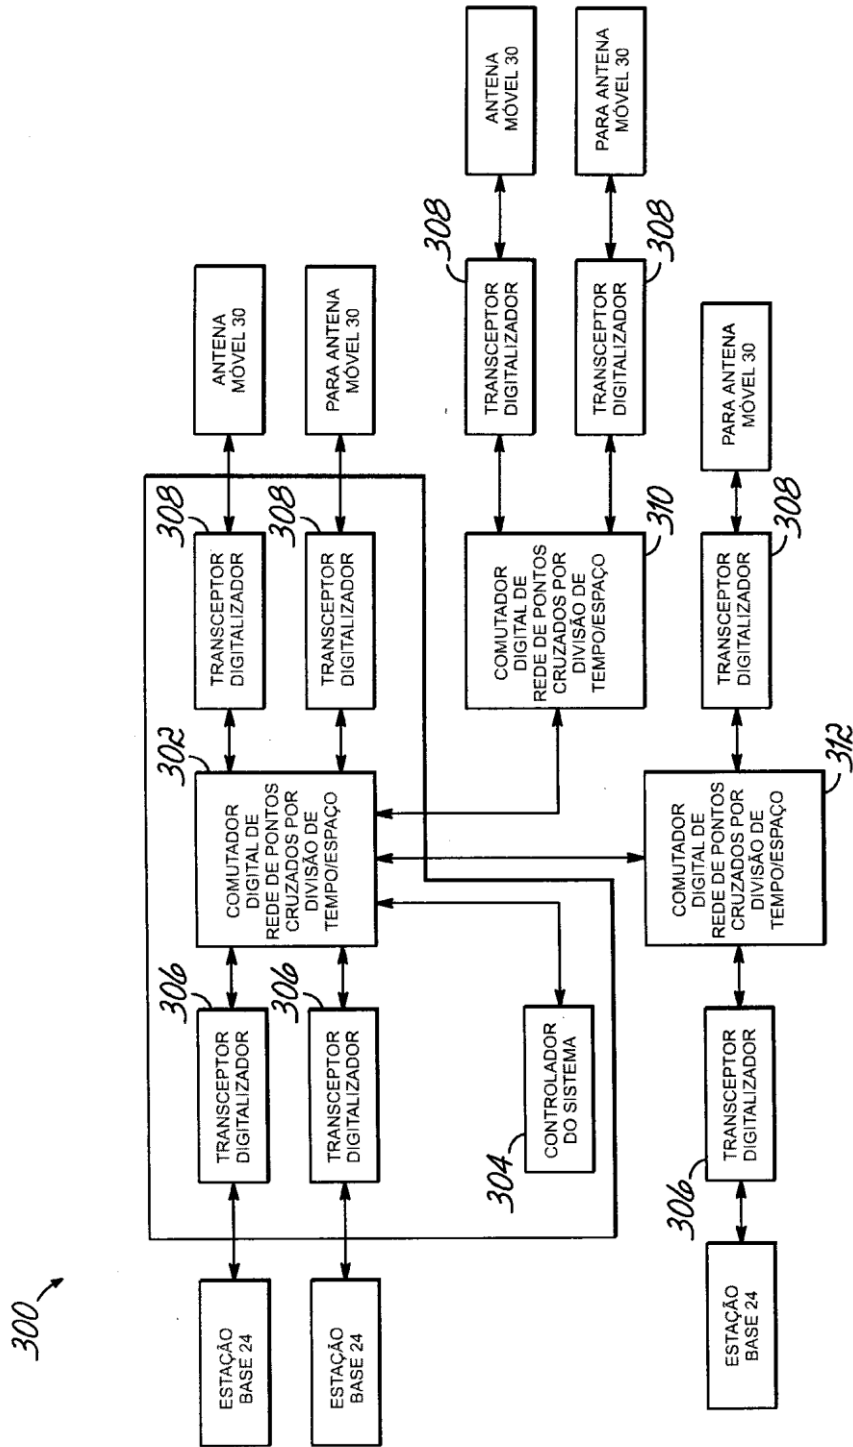 300
ESTAÇÃO
BASE 24
ESTAÇÃO
BASE 24
306
TRANSCEPTOR
DIGITALIZADOR
306
TRANSCEPTOR
DIGITALIZADOR
304
CONTROLADOR
DO SISTEMA
302
COMUTADOR
DIGITAL DE
REDE DE PONTOS
CRUZADOS POR
DIVISÃO DE
TEMPO/ESPAÇO
308
TRANSCEPTOR
DIGITALIZADOR
308
TRANSCEPTOR
DIGITALIZADOR
ANTENA
MÓVEL 30
PARA ANTENA
MÓVEL 30
COMUTADOR
DIGITAL DE
REDE DE PONTOS
CRUZADOS POR
DIVISÃO DE
TEMPO/ESPAÇO
310
308
TRANSCEPTOR
DIGITALIZADOR
TRANSCEPTOR
DIGITALIZADOR
308
ANTENA
MÓVEL 30
PARA ANTENA
MÓVEL 30
ESTAÇÃO
BASE 24
306
TRANSCEPTOR
DIGITALIZADOR
COMUTADOR
DIGITAL DE
REDE DE PONTOS
CRUZADOS POR
DIVISÃO DE
TEMPO/ESPAÇO
312
TRANSCEPTOR
DIGITALIZADOR
308
PARA ANTENA
MÓVEL 30